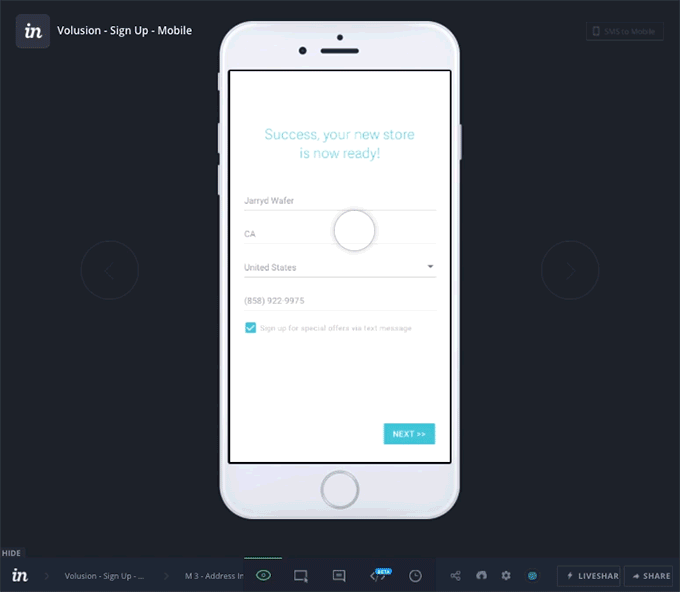 in
Volusion - Sign Up - Mobile
SMS to Mobile
Success, your new store
is now ready!
Jarryd Wafer
CA
United States
(858) 922-9975
Sign up for special offers via text message
NEXT >>
HIDE
in
Volusion - Sign Up - ...
M 3 - Address In
BETA
LIVESHAR
SHARE